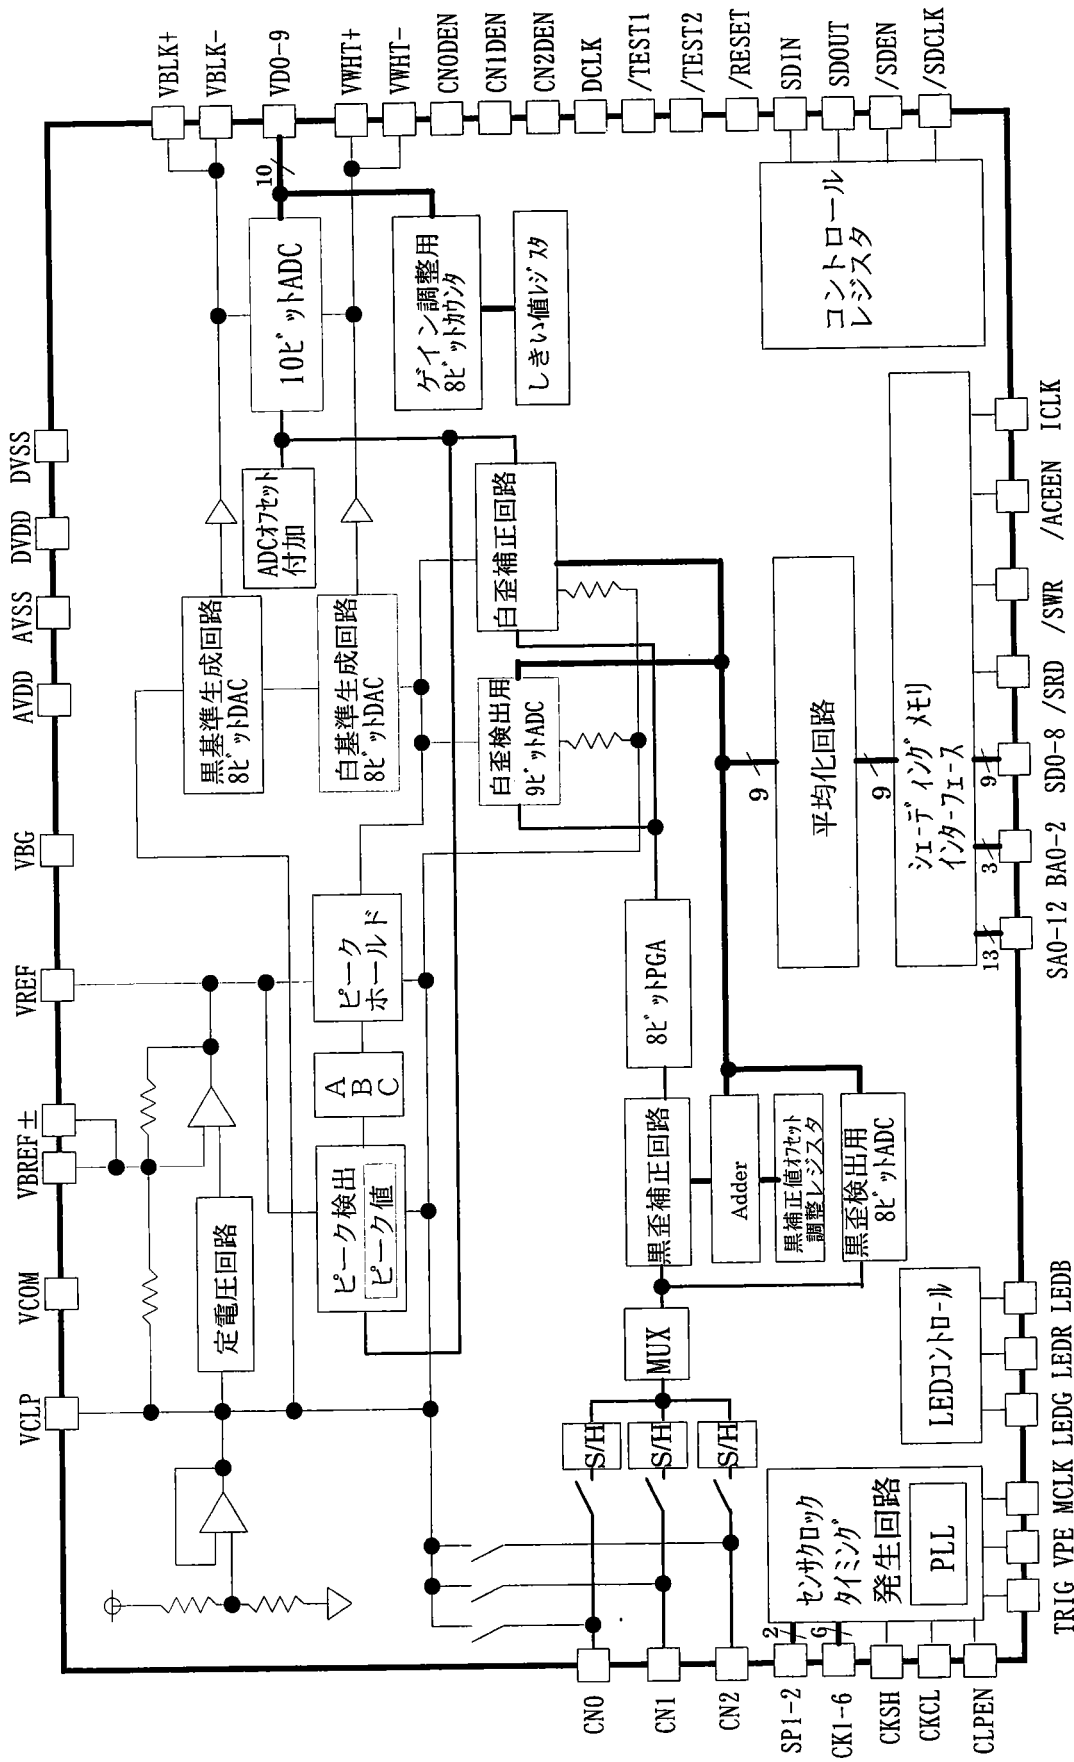 VCLP
VCOM
VBREF±
VREF
VBG
AVDD
AVSS
DVDD
DVSS
VBLK+
VBLK-
VDO-9
VWHT+
VWHT-
CN0DEN
CN1DEN
CN2DEN
DCLK
/TEST1
/TEST2
/RESET
SDIN
SDOUT
/SDEN
/SDCLK
定電圧回路
ピーク検出
ピーク値
A
B
C
ピーク
ホールド
黒基準生成回路
8ビットDAC
白基準生成回路
8ビットDAC
ADCオフセット
付加
10ビットADC
10
ゲイン調整用
8ビットカウンタ
しきい値レジスタ
白歪検出用
9ビットADC
白歪補正回路
S/H
S/H
S/H
MUX
黒歪補正回路
8ビットPGA
Adder
黒補正値オフセット
調整レジスタ
黒歪検出用
8ビットADC
平均化回路
9
9
シェーディングメモリ
インターフェース
13
3
9
コントロール
レジスタ
センサクロック
タイミング
発生回路
PLL
LEDコントロール
2
6
CN0
CN1
CN2
SP1-2
CK1-6
CKSH
CKCL
CLPEN
TRIG
VPE
MCLK
LEDG
LEDR
LEDB
SA0-12
BA0-2
SD0-8
/SRD
/SWR
/ACEEN
ICLK